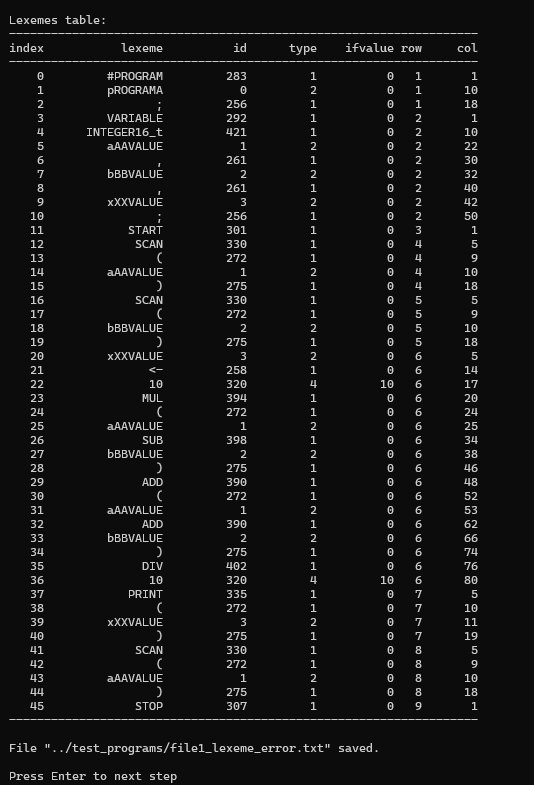 Lexemes table:
index lexeme id type ifvalue row col
0 #PROGRAM 283 1 0 1 1
1 pROGRAMA 0 2 0 1 10
2 ; 256 1 0 1 18
3 VARIABLE 292 1 0 2 1
4 INTEGER16_t 421 1 0 2 10
5 aAAVALUE 1 2 0 2 22
6 , 261 1 0 2 30
7 bBBVALUE 2 2 0 2 32
8 , 261 1 0 2 40
9 xXXVALUE 3 2 0 2 42
10 ; 256 1 0 2 50
11 START 301 1 0 3 1
12 SCAN 330 1 0 4 5
13 ( 272 1 0 4 9
14 aAAVALUE 1 2 0 4 10
15 ) 275 1 0 4 18
16 SCAN 330 1 0 5 5
17 ( 272 1 0 5 9
18 bBBVALUE 2 2 0 5 10
19 ) 275 1 0 5 18
20 xXXVALUE 3 2 0 6 5
21 <- 258 1 0 6 14
22 10 320 4 10 6 17
23 MUL 394 1 0 6 20
24 ( 272 1 0 6 24
25 aAAVALUE 1 2 0 6 25
26 SUB 398 1 0 6 34
27 bBBVALUE 2 2 0 6 38
28 ) 275 1 0 6 46
29 ADD 390 1 0 6 48
30 ( 272 1 0 6 52
31 aAAVALUE 1 2 0 6 53
32 ADD 390 1 0 6 62
33 bBBVALUE 2 2 0 6 66
34 ) 275 1 0 6 74
35 DIV 402 1 0 6 76
36 10 320 4 10 6 80
37 PRINT 335 1 0 7 5
38 ( 272 1 0 7 10
39 xXXVALUE 3 2 0 7 11
40 ) 275 1 0 7 19
41 SCAN 330 1 0 8 5
42 ( 272 1 0 8 9
43 aAAVALUE 1 2 0 8 10
44 ) 275 1 0 8 18
45 STOP 307 1 0 9 1
File "../test_programs/file1_lexeme_error.txt" saved.
Press Enter to next step